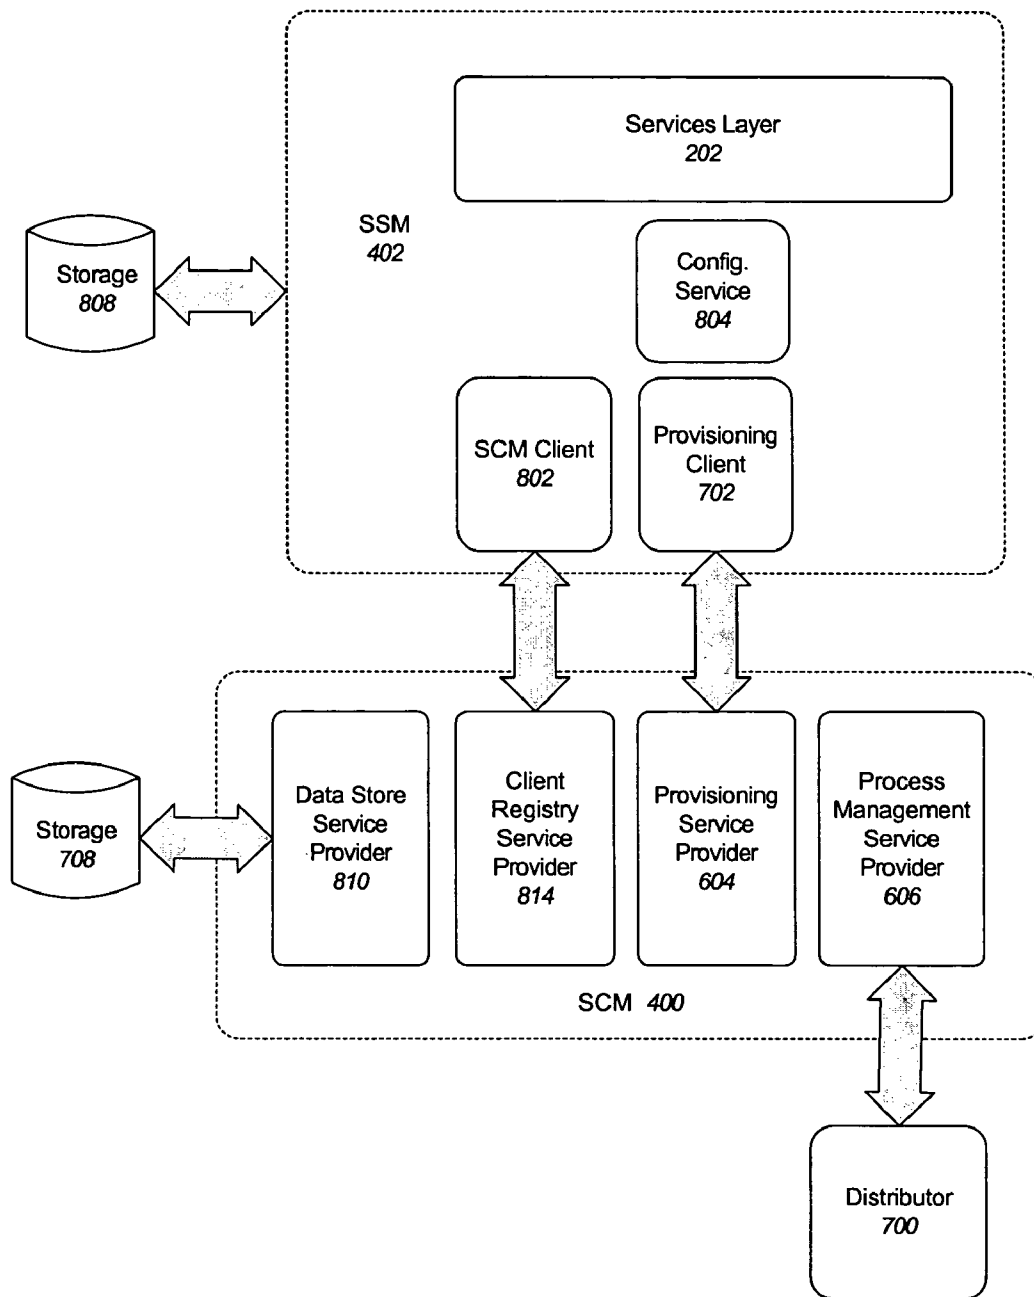 Services Layer
202
SSM
402
Storage
808
Config.
Service
804
SCM Client
802
Provisioning
Client
702
Storage
708
Data Store
Service
Provider
810
Client
Registry
Service
Provider
814
Provisioning
Service
Provider
604
Process
Management
Service
Provider
606
SCM 400
Distributor
700